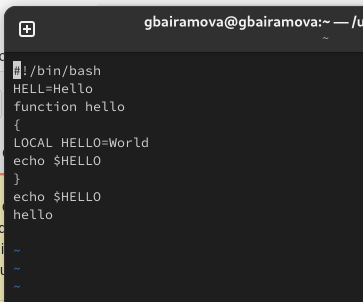 gbairamova@gbairamova:~ — /u
~
#!/bin/bash
HELL=Hello
function hello
{
LOCAL HELLO=World
echo $HELLO
}
echo $HELLO
hello
~
~
~